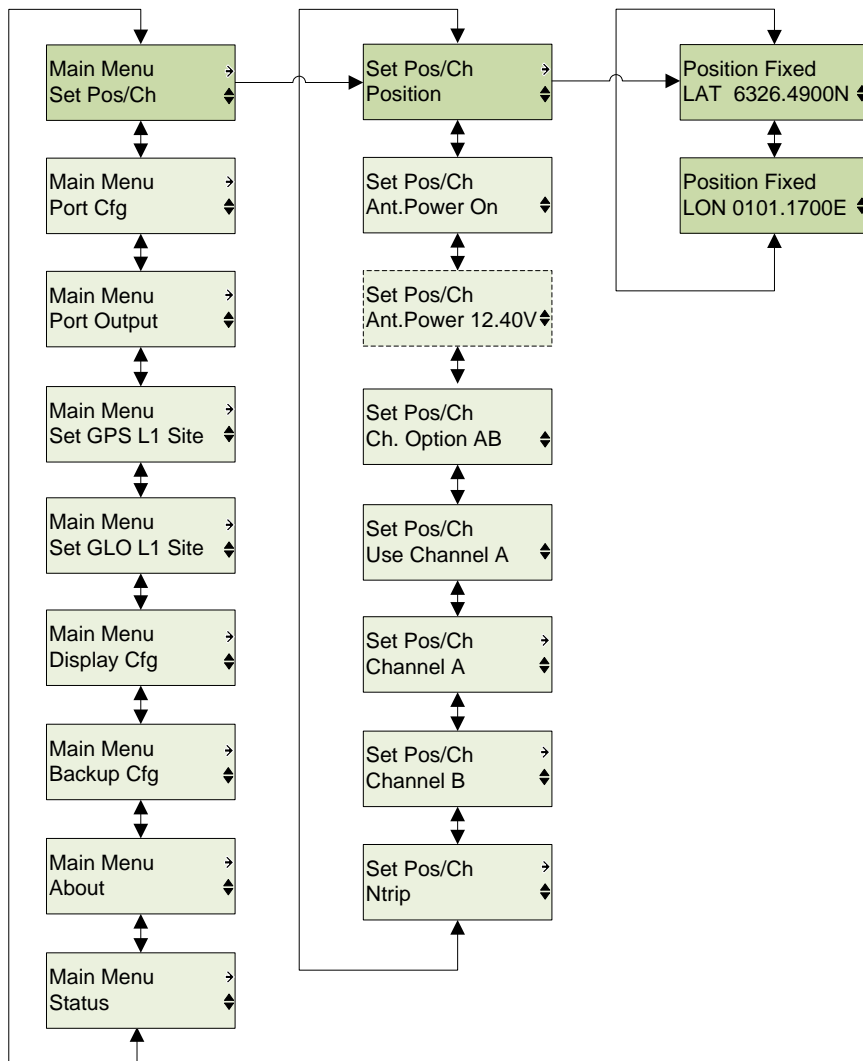 Main Menu
Set Pos/Ch
Main Menu
Port Cfg
Main Menu
Port Output
Main Menu
Set GPS L1 Site
Main Menu
Set GLO L1 Site
Main Menu
Display Cfg
Main Menu
Backup Cfg
Main Menu
About
Main Menu
Status
Set Pos/Ch
Position
Set Pos/Ch
Ant.Power On
Set Pos/Ch
Ant.Power 12.40V
Set Pos/Ch
Ch. Option AB
Set Pos/Ch
Use Channel A
Set Pos/Ch
Channel A
Set Pos/Ch
Channel B
Set Pos/Ch
Ntrip
Position Fixed
LAT 6326.4900N
Position Fixed
LON 0101.1700E